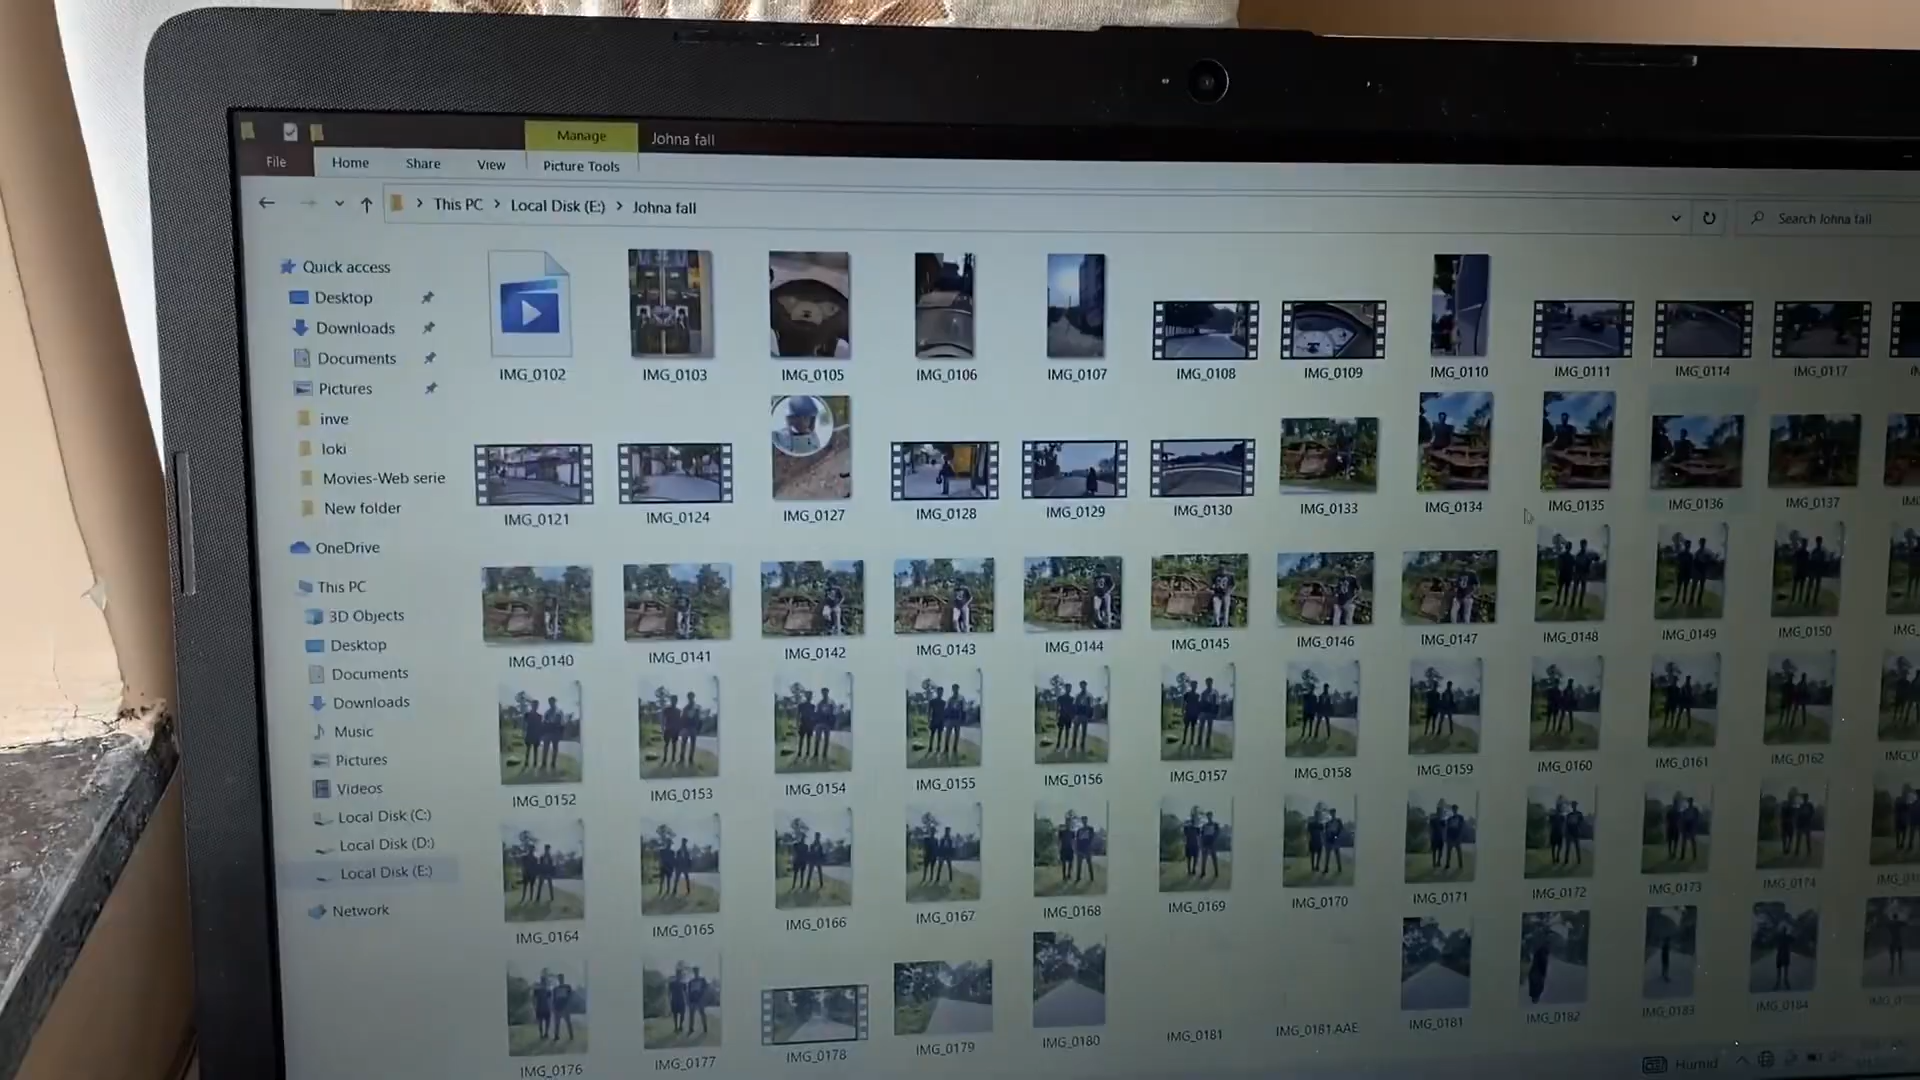 Manage
Johna fall
File
Home
Share
View
Picture Tools
This PC
Local Disk (E:)
Johna fall
Search Johna fall
Quick access
Desktop
Downloads
Documents
Pictures
inve
loki
Movies-Web serie
New folder
OneDrive
This PC
3D Objects
Desktop
Documents
Downloads
Music
Pictures
Videos
Local Disk (C:)
Local Disk (D:)
Local Disk (E:)
Network
IMG_0102 IMG_0103 IMG_0105 IMG_0106 IMG_0107 IMG_0108 IMG_0109 IMG_0110 IMG_0111 IMG_0114 IMG_0117
IMG_0121 IMG_0124 IMG_0127 IMG_0128 IMG_0129 IMG_0130 IMG_0133 IMG_0134 IMG_0135 IMG_0136 IMG_0137
IMG_0140 IMG_0141 IMG_0142 IMG_0143 IMG_0144 IMG_0145 IMG_0146 IMG_0147 IMG_0148 IMG_0149 IMG_0150
IMG_0152 IMG_0153 IMG_0154 IMG_0155 IMG_0156 IMG_0157 IMG_0158 IMG_0159 IMG_0160 IMG_0161 IMG_0162
IMG_0164 IMG_0165 IMG_0166 IMG_0167 IMG_0168 IMG_0169 IMG_0170 IMG_0171 IMG_0172 IMG_0173 IMG_0174
IMG_0176 IMG_0177 IMG_0178 IMG_0179 IMG_0180 IMG_0181 IMG_0181.AAE IMG_0181 IMG_0182 IMG_0183 IMG_0184
Humid